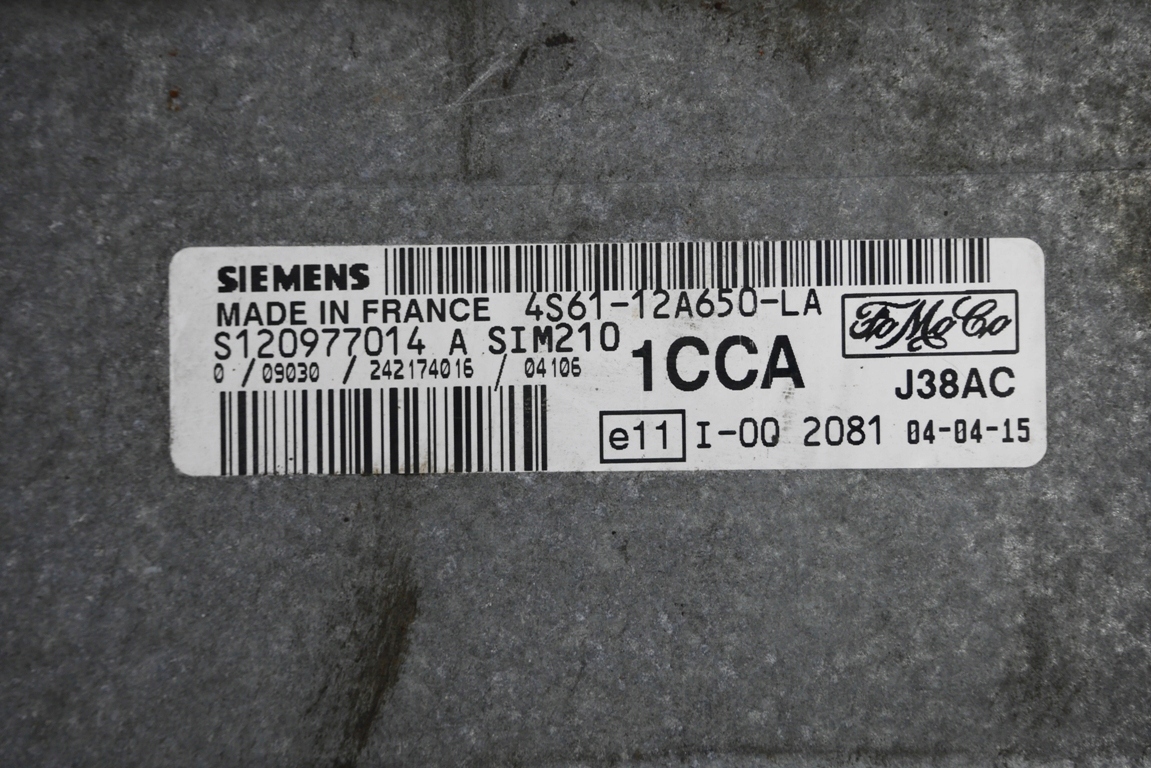 SIEMENS
MADE IN FRANCE 4S61-12A650-LA
FoMoCo
S120977014 A SIM210
1CCA
0 / 09030 / 242174016 / 04106
J38AC
e11 I-00 2081 04-04-15